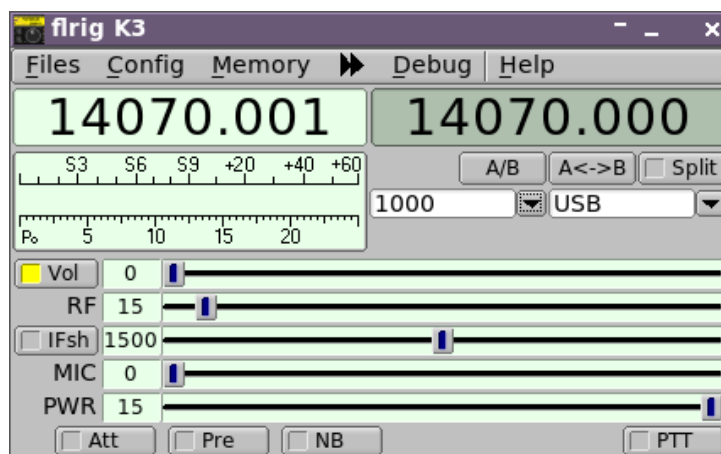 flrig K3
Files Config Memory Debug Help
14070.001 14070.000
S3 S6 S9 +20 +40 +60
A/B A<->B Split
1000 USB
Po 5 10 15 20
Vol 0
RF 15
IFsh 1500
MIC 0
PWR 15
Att Pre NB PTT